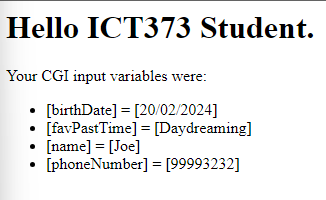 Hello ICT373 Student.
Your CGI input variables were:
[birthDate] = [20/02/2024]
[favPastTime] = [Daydreaming]
[name] = [Joe]
[phoneNumber] = [99993232]